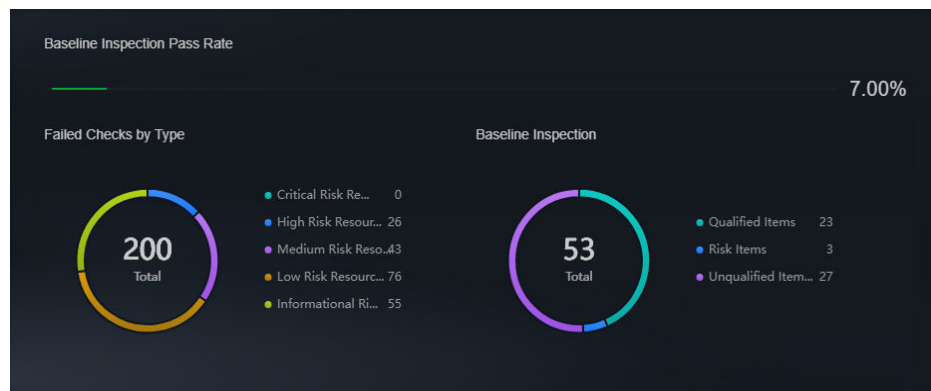 Baseline Inspection Pass Rate
7.00%
Failed Checks by Type
200
Total
Critical Risk Re... 0
High Risk Resour... 26
Medium Risk Reso...43
Low Risk Resourc... 76
Informational Ri... 55
Baseline Inspection
53
Total
Qualified Items 23
Risk Items 3
Unqualified Item... 27